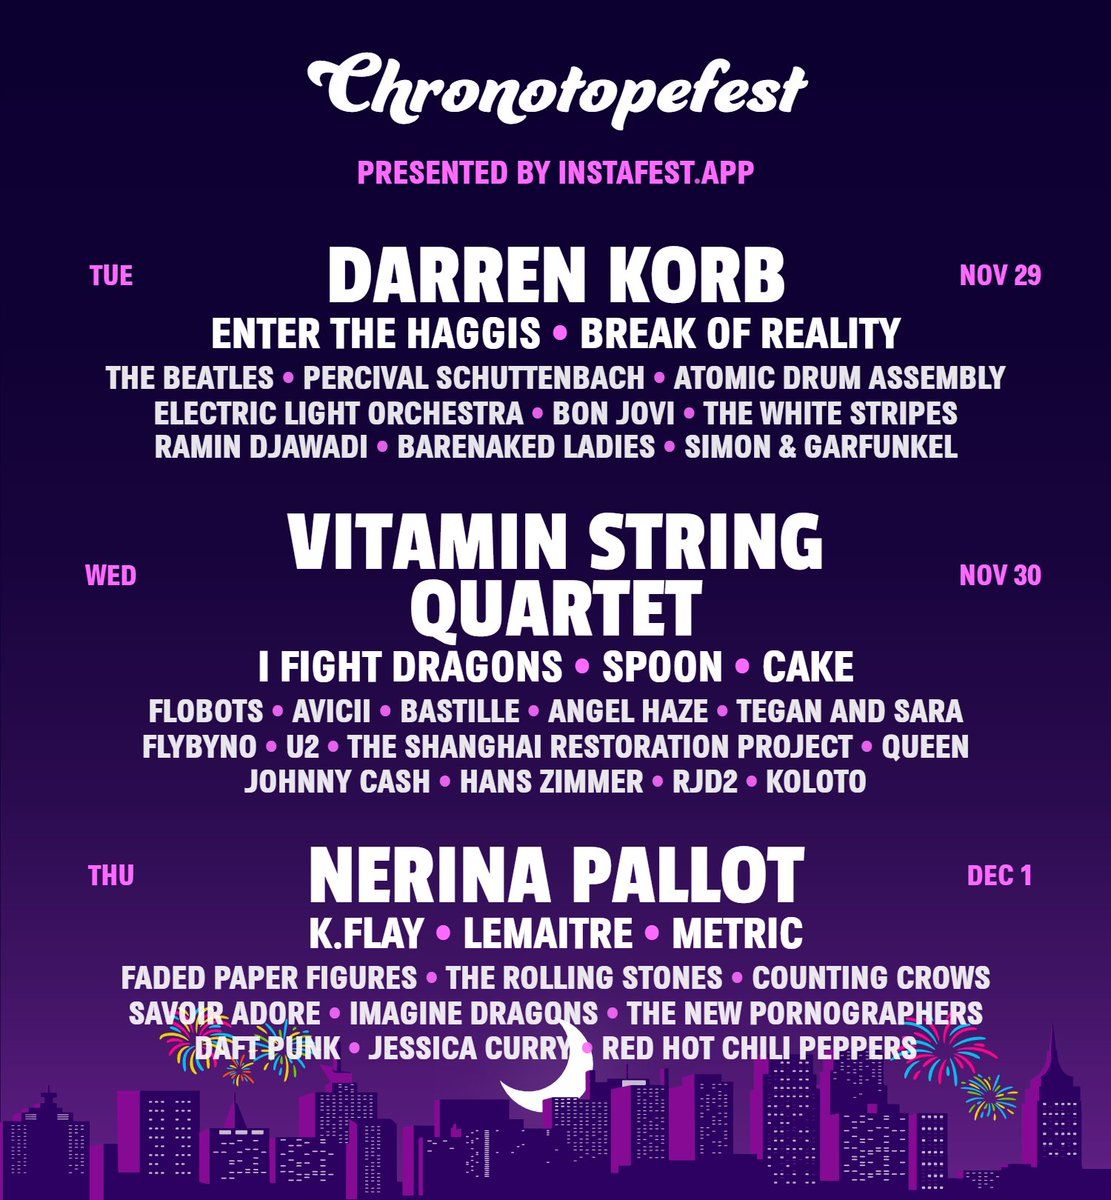 Chronotopefest
PRESENTED BY INSTAFEST.APP
TUE
DARREN KORB
NOV 29
ENTER THE HAGGIS • BREAK OF REALITY
THE BEATLES • PERCIVAL SCHUTTENBACH • ATOMIC DRUM ASSEMBLY
ELECTRIC LIGHT ORCHESTRA • BON JOVI • THE WHITE STRIPES
RAMIN DJAWADI • BARENAKED LADIES • SIMON & GARFUNKEL
WED
VITAMIN STRING
QUARTET
NOV 30
I FIGHT DRAGONS • SPOON • CAKE
FLOBOTS • AVICII • BASTILLE • ANGEL HAZE • TEGAN AND SARA
FLYBYNO • U2 • THE SHANGHAI RESTORATION PROJECT • QUEEN
JOHNNY CASH • HANS ZIMMER • RJD2 • KOLOTO
THU
NERINA PALLOT
DEC 1
K.FLAY • LEMAITRE • METRIC
FADED PAPER FIGURES • THE ROLLING STONES • COUNTING CROWS
SAVOIR ADORE • IMAGINE DRAGONS • THE NEW PORNOGRAPHERS
DAFT PUNK • JESSICA CURRY • RED HOT CHILI PEPPERS